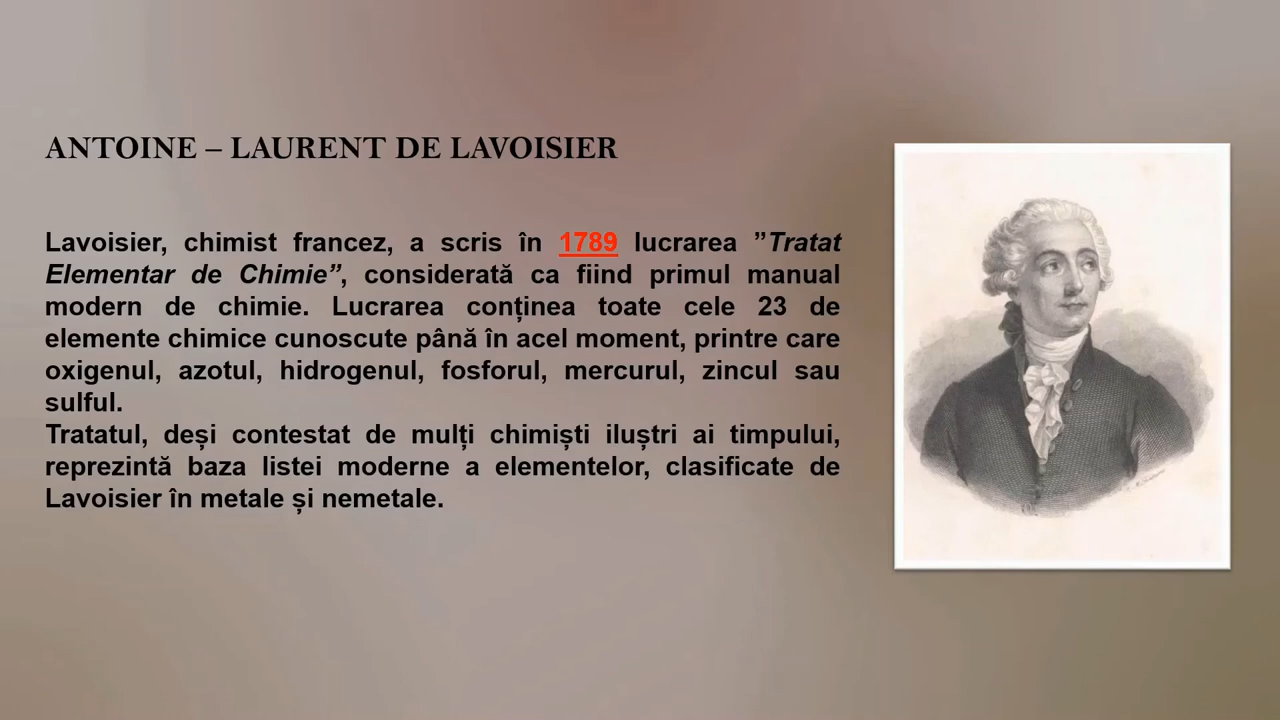 ANTOINE – LAURENT DE LAVOISIER
Lavoisier, chimist francez, a scris în 1789 lucrarea ”Tratat
Elementar de Chimie”, considerată ca fiind primul manual
modern de chimie. Lucrarea conținea toate cele 23 de
elemente chimice cunoscute până în acel moment, printre care
oxigenul, azotul, hidrogenul, fosforul, mercurul, zincul sau
sulful.
Tratatul, deși contestat de mulți chimiști iluștri ai timpului,
reprezintă baza listei moderne a elementelor, clasificate de
Lavoisier în metale și nemetale.